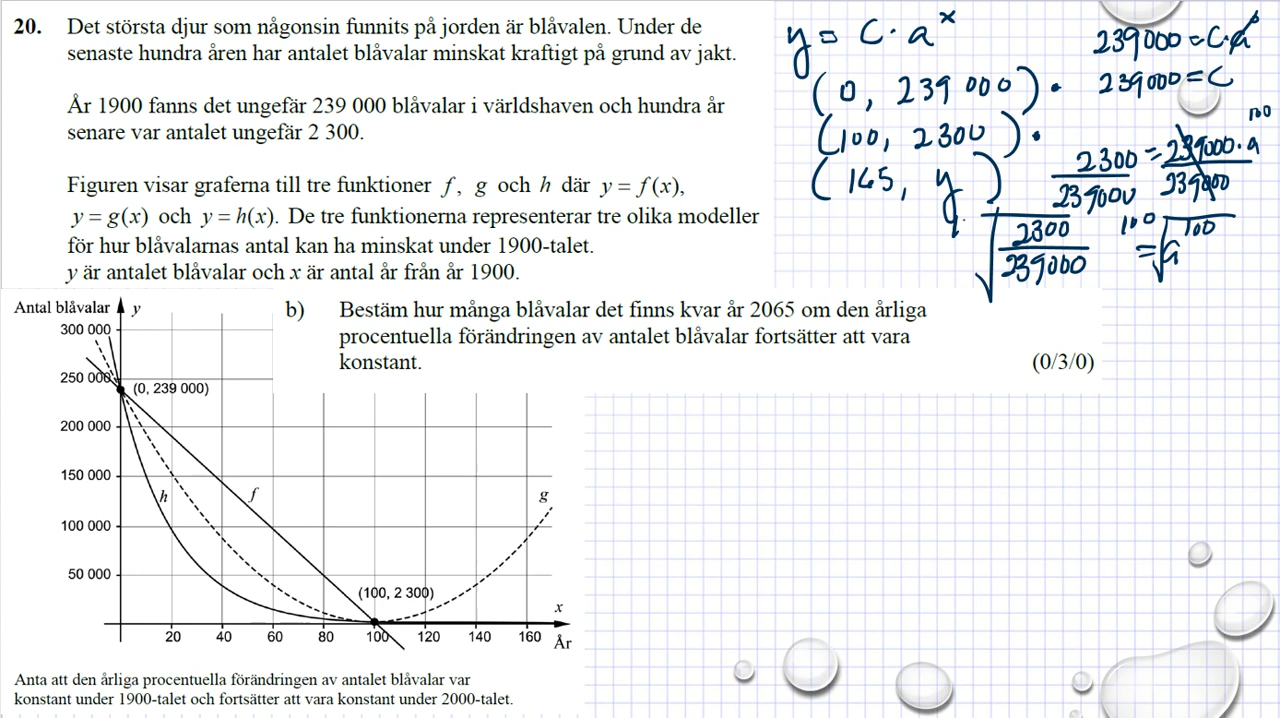 20. Det största djur som någonsin funnits på jorden är blåvalen. Under de
senaste hundra åren har antalet blåvalar minskat kraftigt på grund av jakt.
År 1900 fanns det ungefär 239 000 blåvalar i världshaven och hundra år
senare var antalet ungefär 2 300.
Figuren visar graferna till tre funktioner f, g och h där y = f(x),
y = g(x) och y = h(x). De tre funktionerna representerar tre olika modeller
för hur blåvalarnas antal kan ha minskat under 1900-talet.
y är antalet blåvalar och x är antal år från år 1900.
y = C · a^x
(0, 239 000) ·
(100, 2300) ·
(165, y)
239000 = C · a^0
239000 = C
2300 = 239000 · a^100
239000 239000
100 100
√2300/239000 = √a
b) Bestäm hur många blåvalar det finns kvar år 2065 om den årliga
procentuella förändringen av antalet blåvalar fortsätter att vara
konstant.
(0/3/0)
Antal blåvalar y
300 000
250 000
(0, 239 000)
200 000
150 000
h
f
g
100 000
50 000
(100, 2 300)
x
20 40 60 80 100 120 140 160 År
Anta att den årliga procentuella förändringen av antalet blåvalar var
konstant under 1900-talet och fortsätter att vara konstant under 2000-talet.